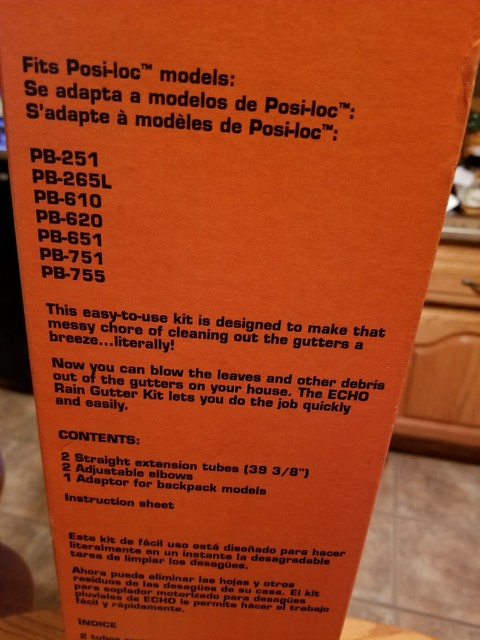 Fits Posi-loc™ models:
Se adapta a modelos de Posi-loc™:
S'adapte à modèles de Posi-loc™:
PB-251
PB-265L
PB-610
PB-620
PB-651
PB-751
PB-755
This easy-to-use kit is designed to make that
messy chore of cleaning out the gutters a
breeze...literally!
Now you can blow the leaves and other debris
out of the gutters on your house. The ECHO
Rain Gutter Kit lets you do the job quickly
and easily.
CONTENTS:
2 Straight extension tubes (39 3/8")
2 Adjustable elbows
1 Adaptor for backpack models
Instruction sheet
Este kit de fácil uso está diseñado para hacer
literalmente en un instante la desagradable
tarea de limpiar los desagües.
Ahora puede eliminar las hojas y otros
residuos de las desagües de su casa. El kit
para soplador motorizado para desagües
pluviales de ECHO le permite hacer el trabajo
fácil y rápidamente.
ÍNDICE
2 tubos